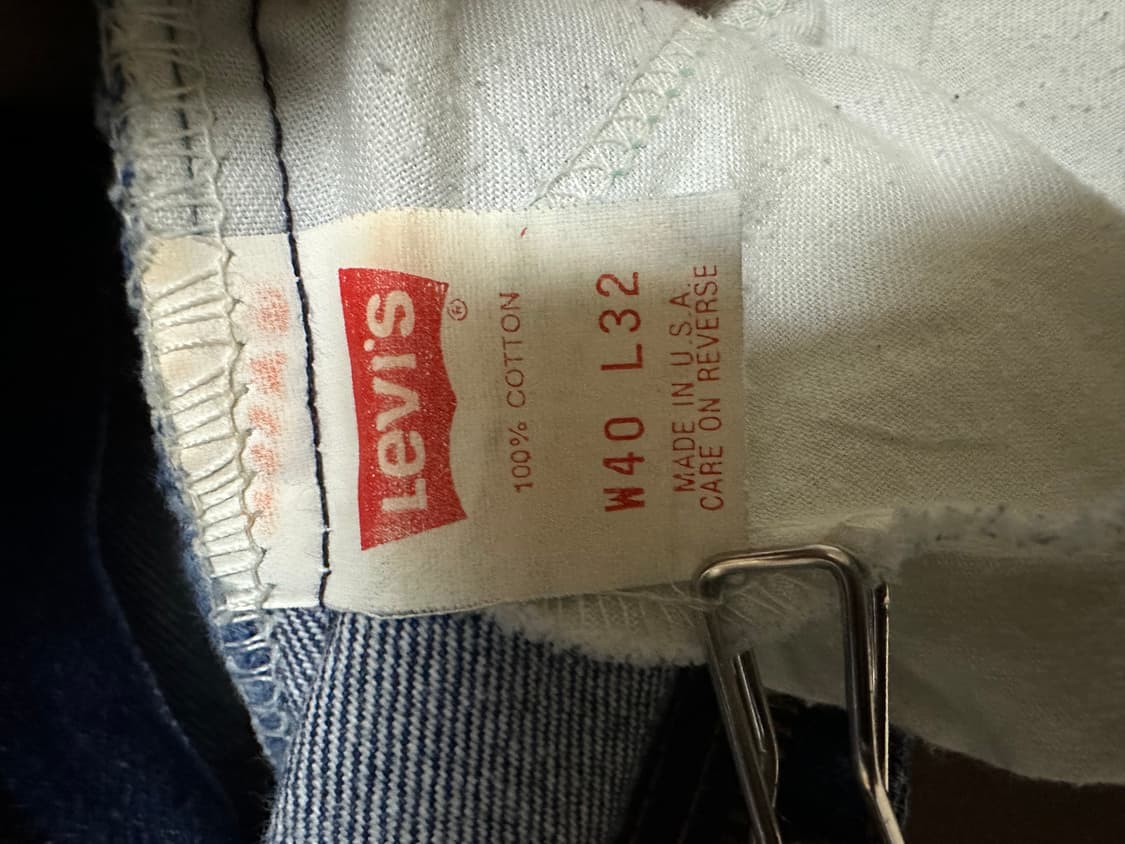 Levi's
®
100% COTTON
W40 L32
MADE IN U.S.A.
CARE ON REVERSE